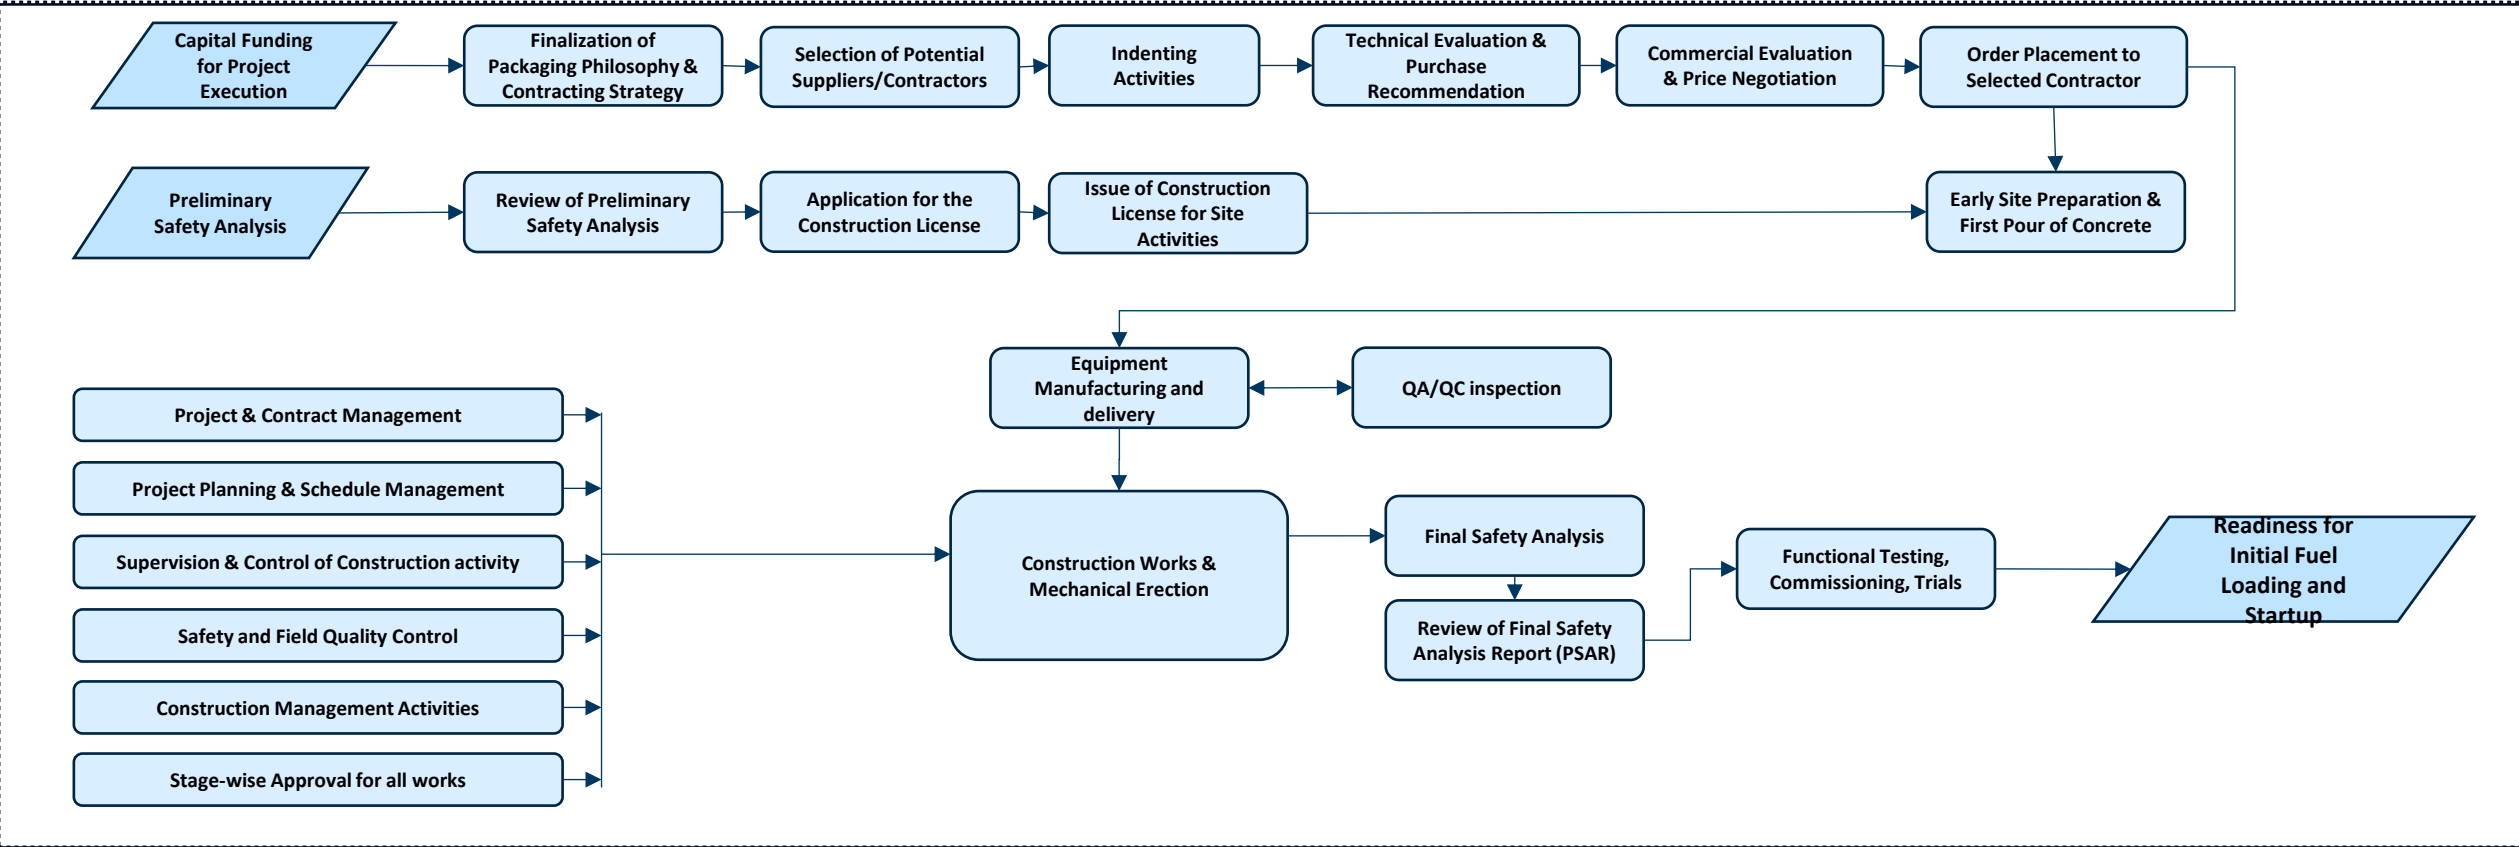 Capital Funding
for Project
Execution
Finalization of
Packaging Philosophy &
Contracting Strategy
Selection of Potential
Suppliers/Contractors
Indenting
Activities
Technical Evaluation &
Purchase
Recommendation
Commercial Evaluation
& Price Negotiation
Order Placement to
Selected Contractor
Preliminary
Safety Analysis
Review of Preliminary
Safety Analysis
Application for the
Construction License
Issue of Construction
License for Site
Activities
Early Site Preparation &
First Pour of Concrete
Equipment
Manufacturing and
delivery
QA/QC inspection
Project & Contract Management
Project Planning & Schedule Management
Supervision & Control of Construction activity
Safety and Field Quality Control
Construction Management Activities
Stage-wise Approval for all works
Construction Works &
Mechanical Erection
Final Safety Analysis
Review of Final Safety
Analysis Report (PSAR)
Functional Testing,
Commissioning, Trials
Readiness for
Initial Fuel
Loading and
Startup